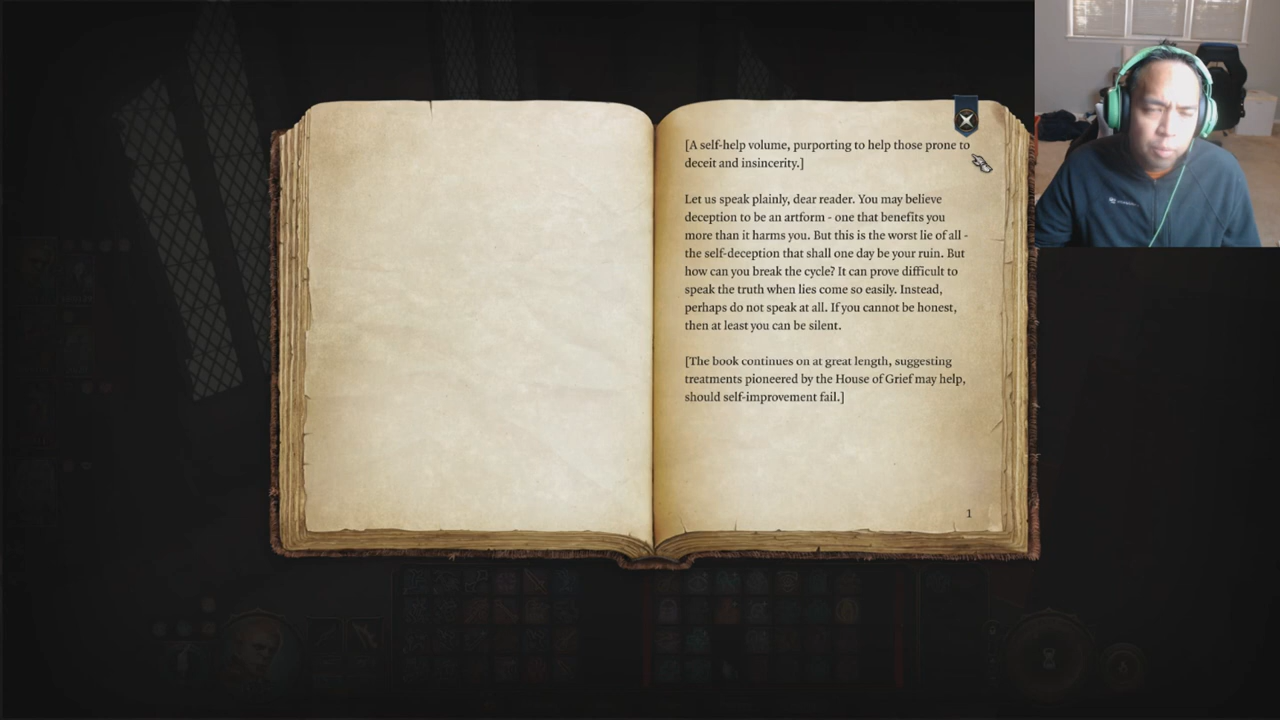 [A self-help volume, purporting to help those prone to
deceit and insincerity.]
Let us speak plainly, dear reader. You may believe
deception to be an artform - one that benefits you
more than it harms you. But this is the worst lie of all -
the self-deception that shall one day be your ruin. But
how can you break the cycle? It can prove difficult to
speak the truth when lies come so easily. Instead,
perhaps do not speak at all. If you cannot be honest,
then at least you can be silent.
[The book continues on at great length, suggesting
treatments pioneered by the House of Grief may help,
should self-improvement fail.]
1